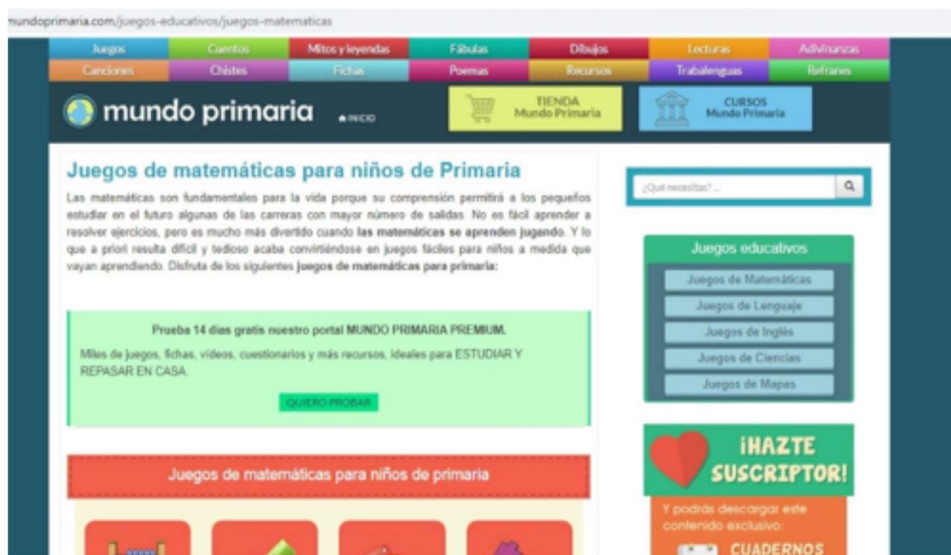 mundoprimaria.com/juegos-educativos/juegos-matematicas
Juegos Cuentos Mitos y leyendas Fábulas Dibujos Lecturas Adivinanzas
Canciones Chistes Fichas Poemas Recursos Trabalenguas Refranes
mundo primaria INICIO
TIENDA
Mundo Primaria
CURSOS
Mundo Primaria
Juegos de matemáticas para niños de Primaria
Las matemáticas son fundamentales para la vida porque su comprensión permitirá a los pequeños
estudiar en el futuro algunas de las carreras con mayor número de salidas. No es fácil aprender a
resolver ejercicios, pero es mucho más divertido cuando las matemáticas se aprenden jugando. Y lo
que a priori resulta difícil y tedioso acaba convirtiéndose en juegos fáciles para niños a medida que
vayan aprendiendo. Disfruta de los siguientes juegos de matemáticas para primaria:
Prueba 14 días gratis nuestro portal MUNDO PRIMARIA PREMIUM.
Miles de juegos, fichas, vídeos, cuestionarios y más recursos, ideales para ESTUDIAR Y
REPASAR EN CASA.
QUIERO PROBAR
Juegos de matemáticas para niños de primaria
¿Qué necesitas? ...
Juegos educativos
Juegos de Matemáticas
Juegos de Lenguaje
Juegos de Inglés
Juegos de Ciencias
Juegos de Mapas
¡HAZTE
SUSCRIPTOR!
Y podrás descargar este
contenido exclusivo:
CUADERNOS